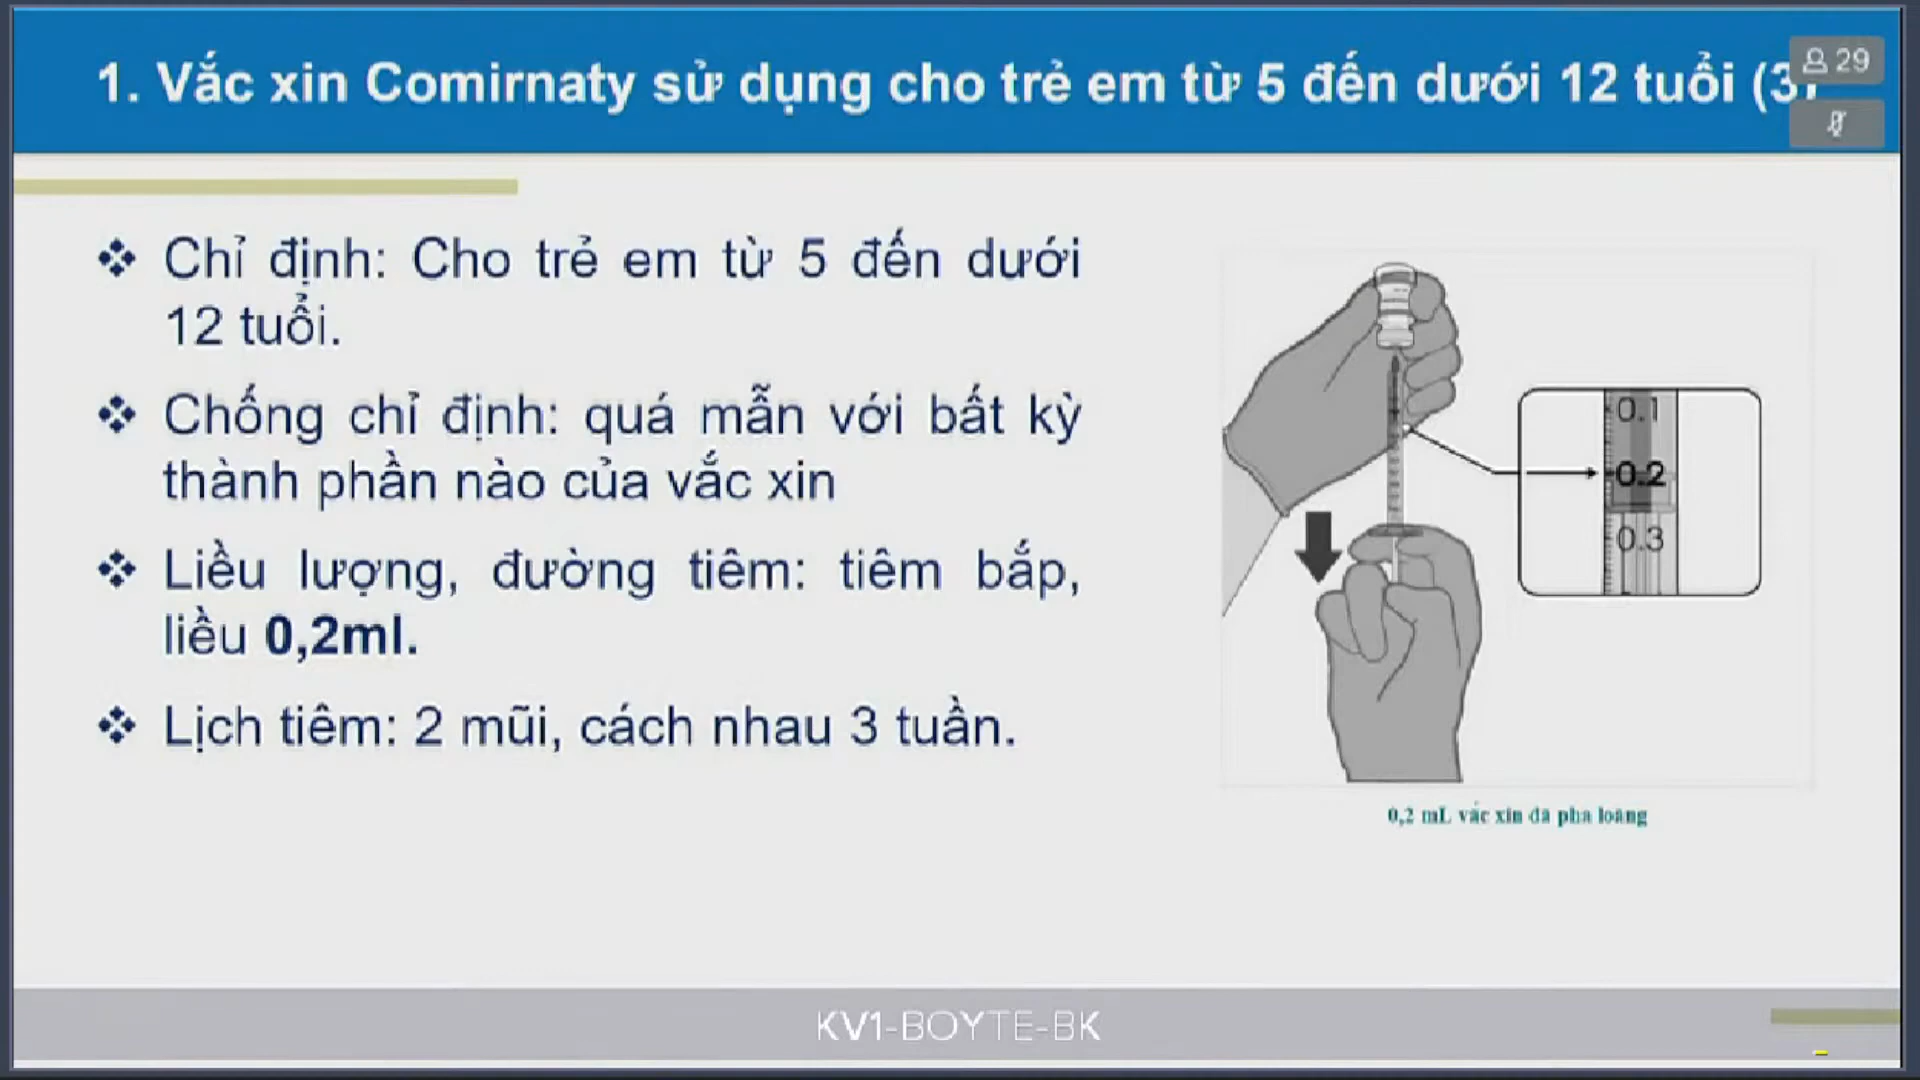 1. Vắc xin Comirnaty sử dụng cho trẻ em từ 5 đến dưới 12 tuổi (3)
29
❖ Chỉ định: Cho trẻ em từ 5 đến dưới
12 tuổi.
❖ Chống chỉ định: quá mẫn với bất kỳ
thành phần nào của vắc xin
❖ Liều lượng, đường tiêm: tiêm bắp,
liều 0,2ml.
❖ Lịch tiêm: 2 mũi, cách nhau 3 tuần.
0.1
0.2
0.3
0,2 mL vắc xin đã pha loãng
KV1-BOYTE-BK